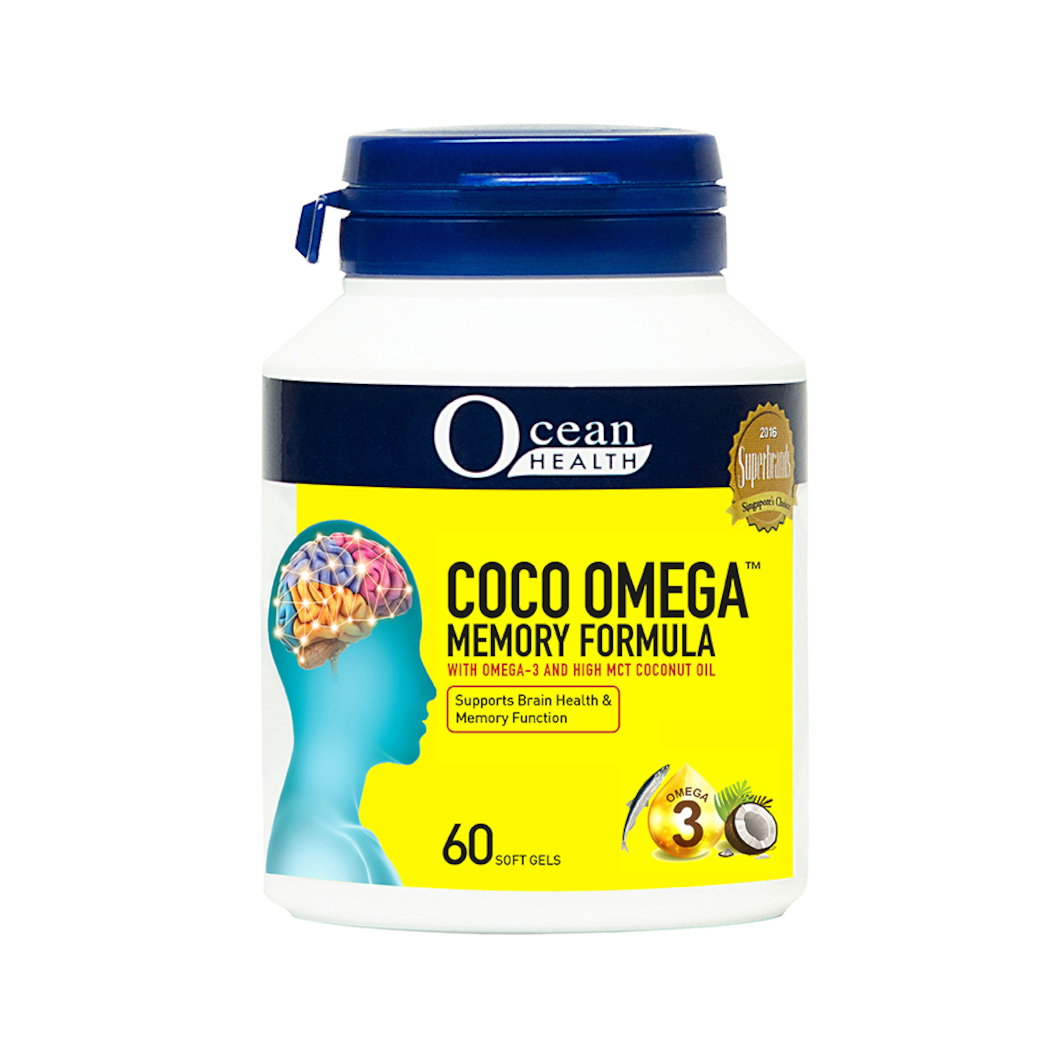 Ocean
HEALTH
2016
Superbrands
Singapore's Choice
COCO OMEGA™
MEMORY FORMULA
WITH OMEGA-3 AND HIGH MCT COCONUT OIL
Supports Brain Health &
Memory Function
OMEGA
3
60 SOFT GELS